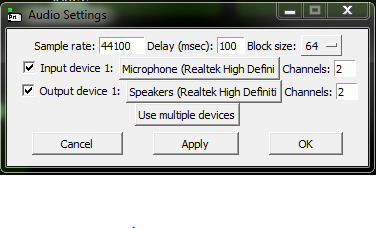 Audio Settings
Sample rate: 44100 Delay (msec): 100 Block size: 64
Input device 1: Microphone (Realtek High Defini Channels: 2
Output device 1: Speakers (Realtek High Definiti Channels: 2
Use multiple devices
Cancel Apply OK